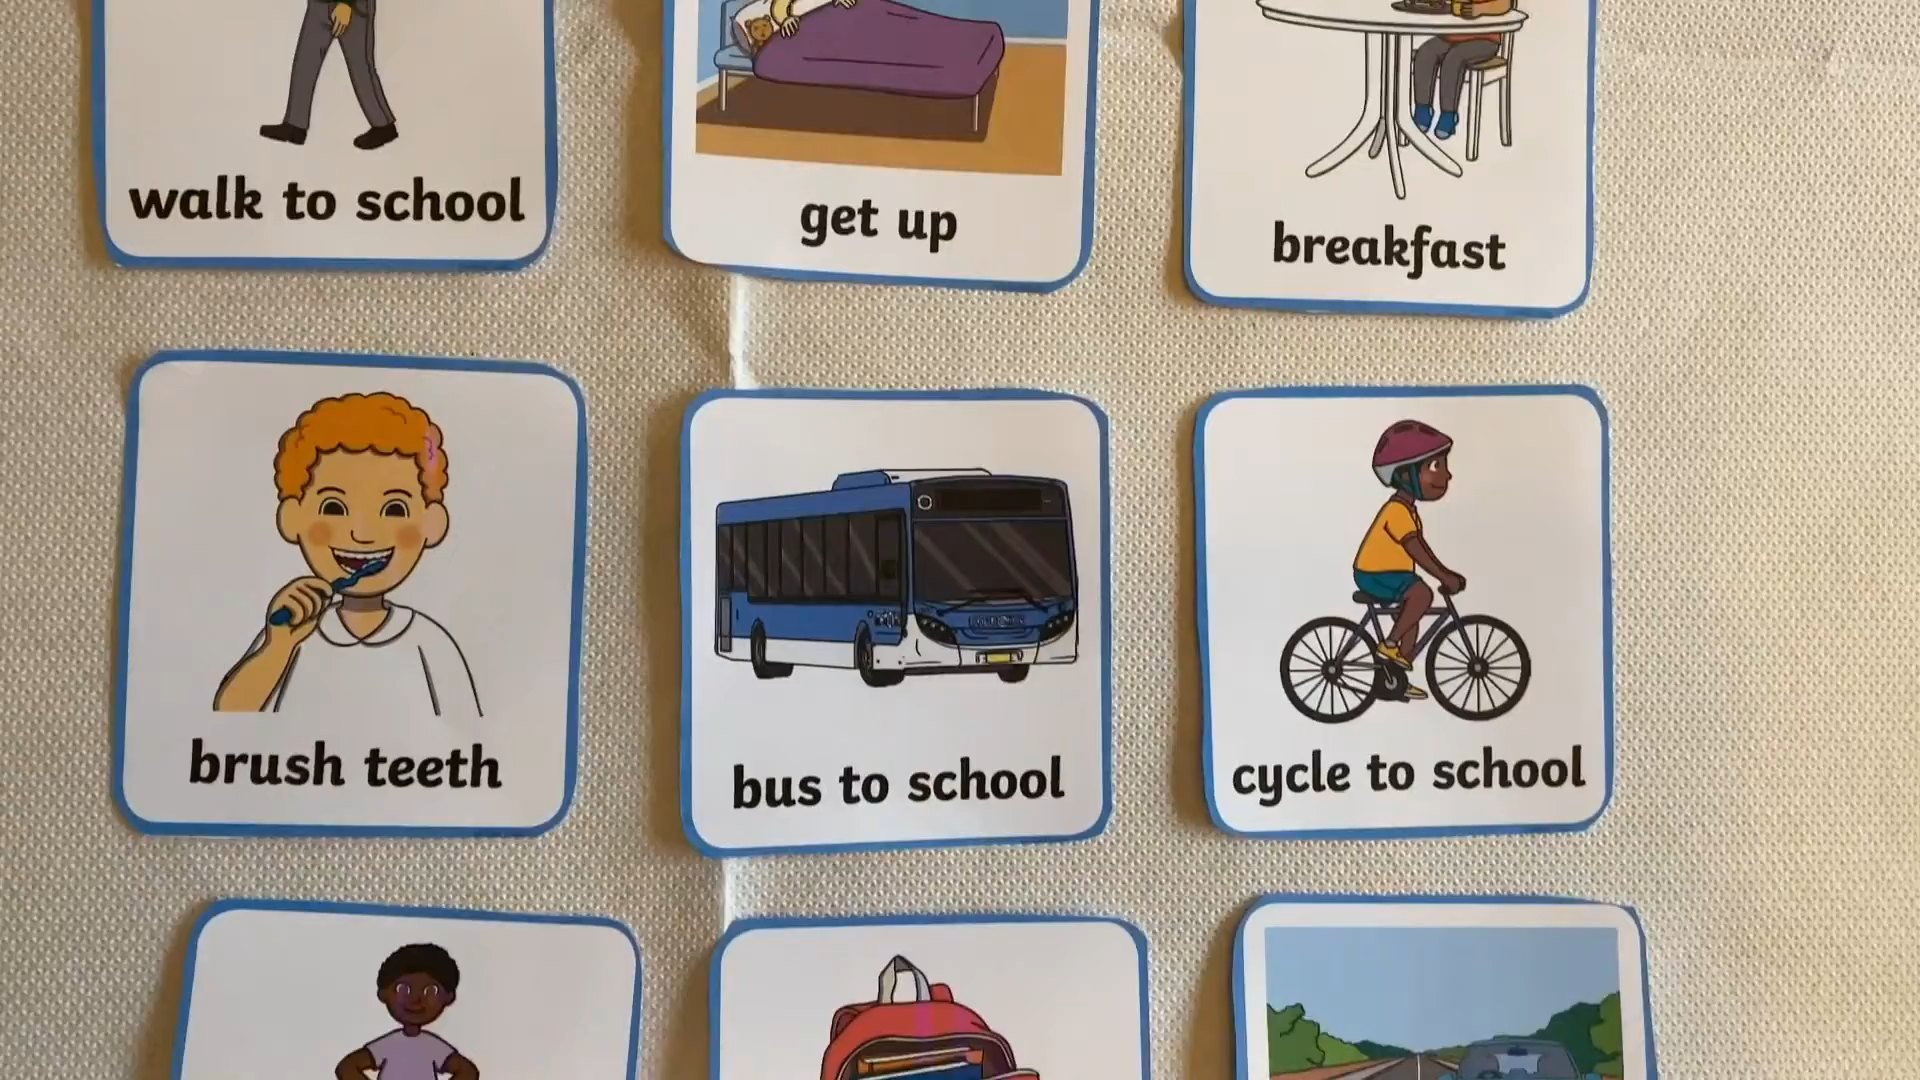 walk to school
get up
breakfast
brush teeth
bus to school
cycle to school